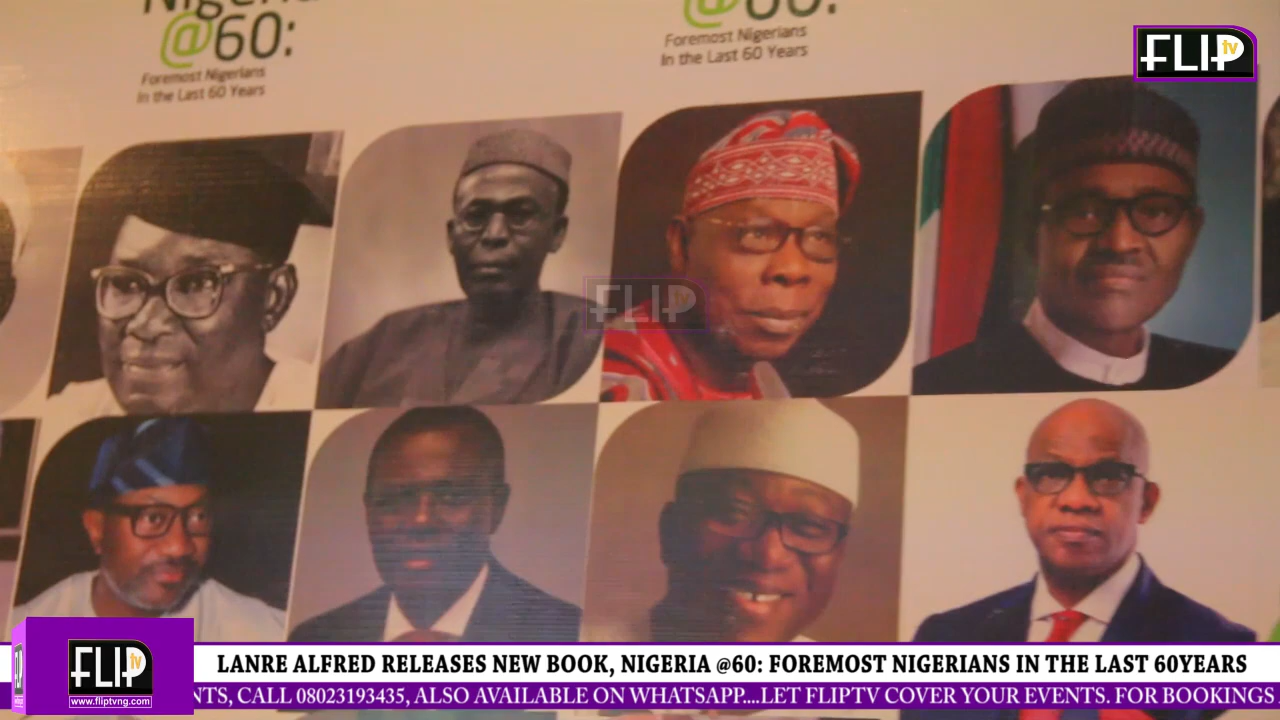 Nigeria
@60:
Foremost Nigerians
In the Last 60 Years
@60:
Foremost Nigerians
In the Last 60 Years
FLIP tv
FLIP tv
FLIP tv
www.fliptvng.com
LANRE ALFRED RELEASES NEW BOOK, NIGERIA @60: FOREMOST NIGERIANS IN THE LAST 60YEARS
NTS, CALL 08023193435, ALSO AVAILABLE ON WHATSAPP....LET FLIPTV COVER YOUR EVENTS. FOR BOOKINGS